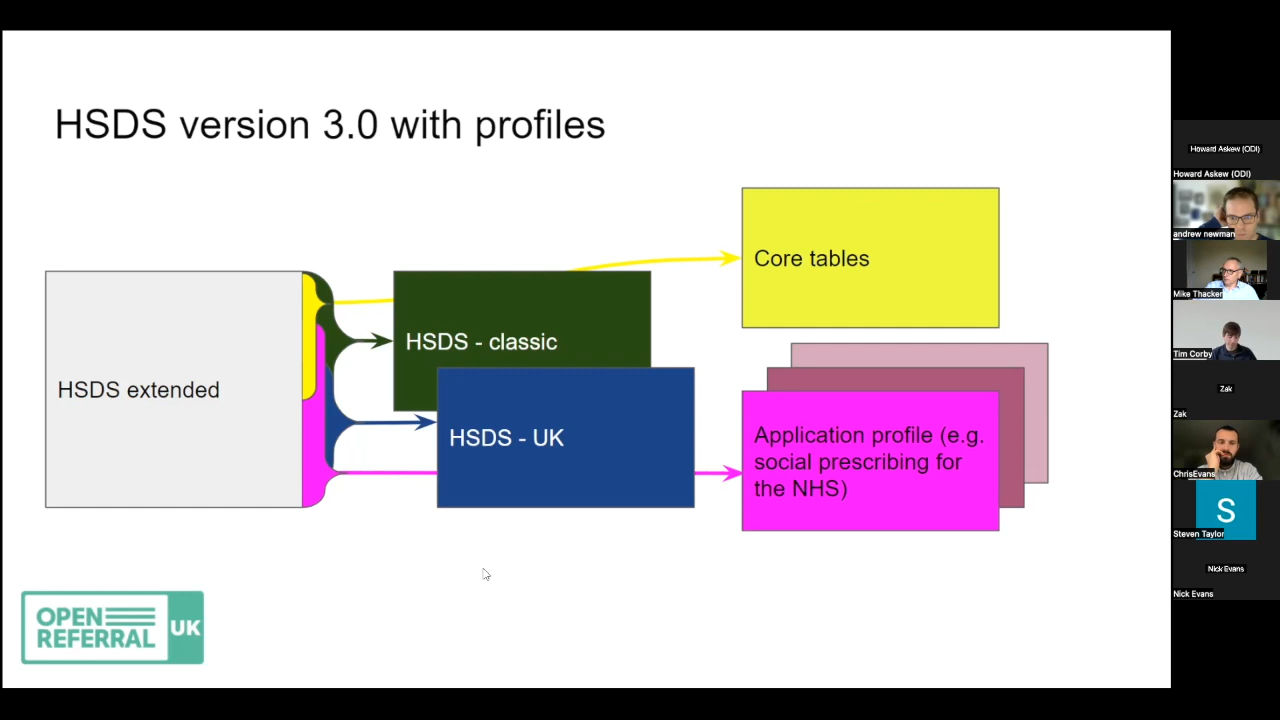 HSDS version 3.0 with profiles
Core tables
HSDS - classic
HSDS extended
HSDS - UK
Application profile (e.g.
social prescribing for
the NHS)
OPEN
REFERRAL
UK
Howard Askew (ODI)
Howard Askew (ODI)
andrew newman
Mike Thacker
Tim Corby
Zak
Zak
ChrisEvans
S
Steven Taylor
Nick Evans
Nick Evans